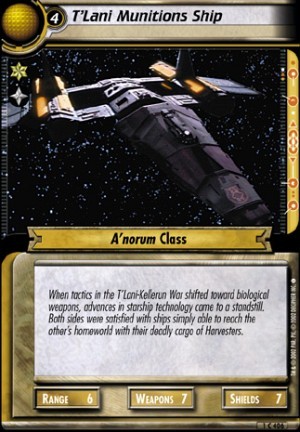 4 T'Lani Munitions Ship
A'norum Class
When tactics in the T'Lani-Kellerun War shifted toward biological
weapons, advances in starship technology came to a standstill.
Both sides were satisfied with ships simply able to reach the
other's homeworld with their deadly cargo of Harvesters.
RANGE 6 WEAPONS 7 SHIELDS 7